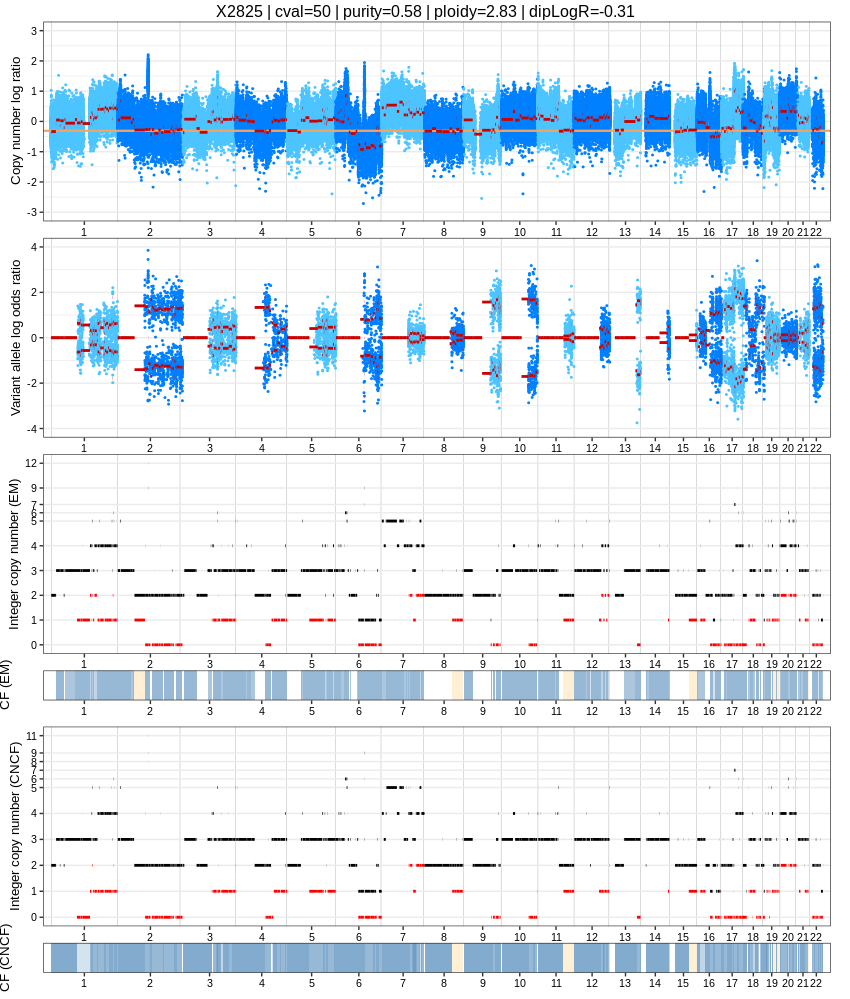 X2825 | cval=50 | purity=0.58 | ploidy=2.83 | dipLogR=-0.31
Copy number log ratio
3
2
1
0
-1
-2
-3
1 2 3 4 5 6 7 8 9 10 11 12 13 14 15 16 17 18 19 20 21 22
Variant allele log odds ratio
4
2
0
-2
-4
1 2 3 4 5 6 7 8 9 10 11 12 13 14 15 16 17 18 19 20 21 22
Integer copy number (EM)
12
9
7
6
5
4
3
2
1
0
1 2 3 4 5 6 7 8 9 10 11 12 13 14 15 16 17 18 19 20 21 22
CF (EM)
1 2 3 4 5 6 7 8 9 10 11 12 13 14 15 16 17 18 19 20 21 22
Integer copy number (CNCF)
11
9
8
7
6
5
4
3
2
1
0
1 2 3 4 5 6 7 8 9 10 11 12 13 14 15 16 17 18 19 20 21 22
CF (CNCF)
1 2 3 4 5 6 7 8 9 10 11 12 13 14 15 16 17 18 19 20 21 22